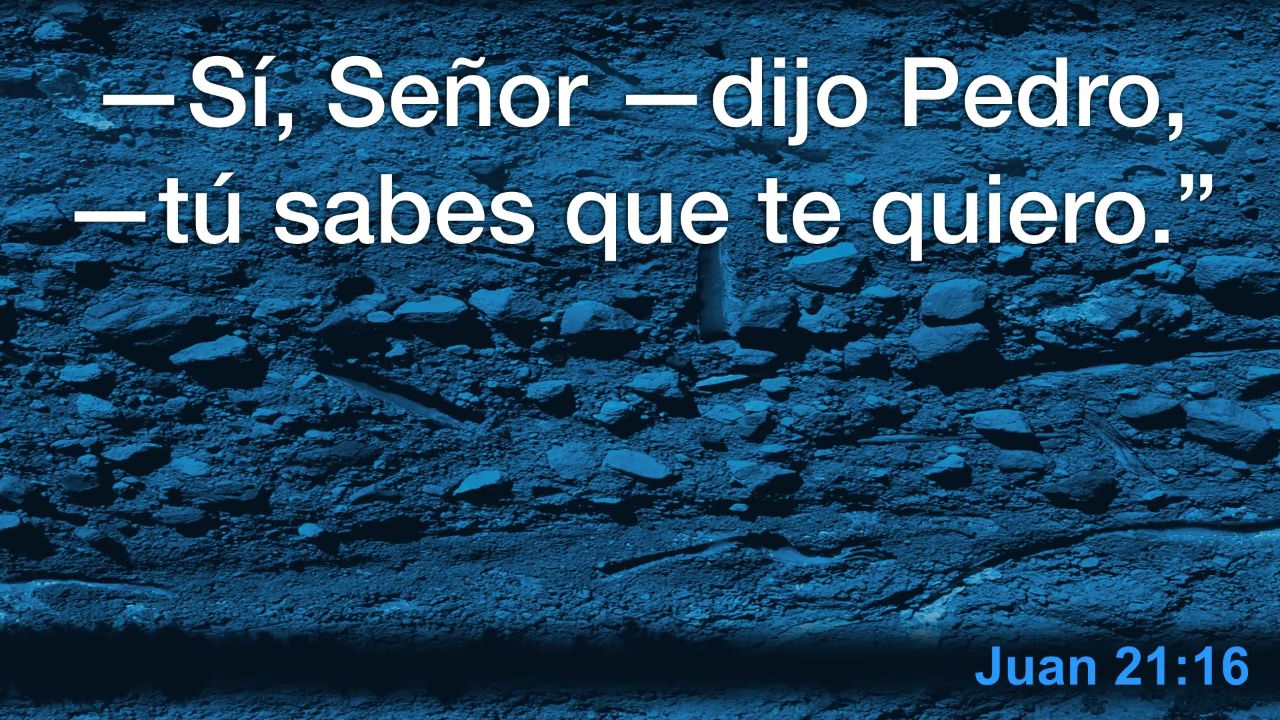 —Sí, Señor —dijo Pedro,
—tú sabes que te quiero.”
Juan 21:16